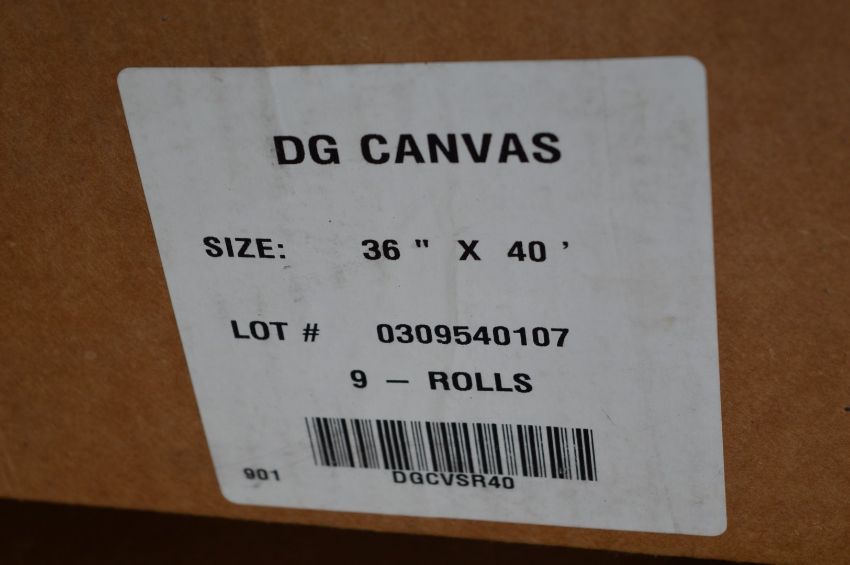 DG CANVAS
SIZE: 36 " X 40 '
LOT # 0309540107
9 – ROLLS
901 DGCVSR40